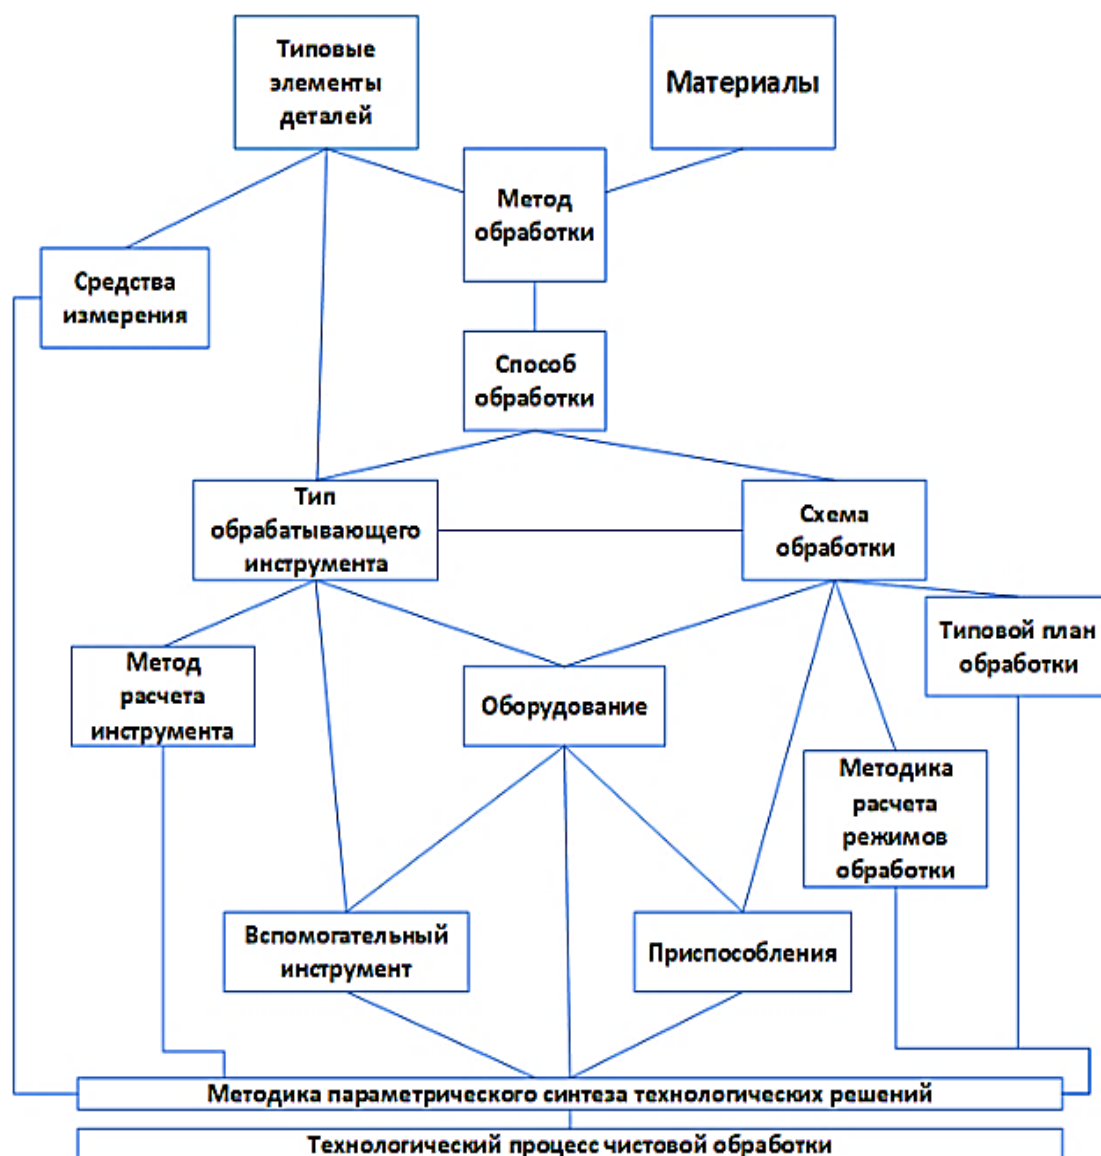 Типовые
элементы
деталей
Материалы
Метод
обработки
Средства
измерения
Способ
обработки
Тип
обрабатывающего
инструмента
Схема
обработки
Типовой план
обработки
Метод
расчета
инструмента
Оборудование
Методика
расчета
режимов
обработки
Вспомогательный
инструмент
Приспособления
Методика параметрического синтеза технологических решений
Технологический процесс чистовой обработки